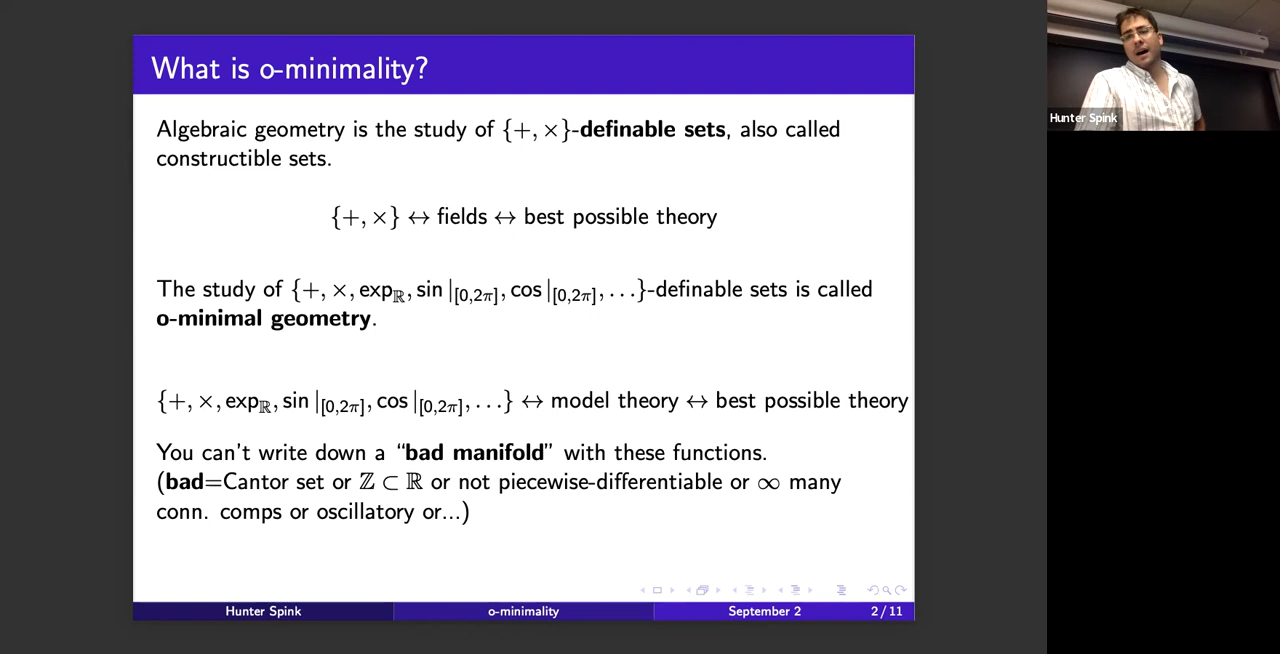 What is o-minimality?
Algebraic geometry is the study of {+, ×}-definable sets, also called
constructible sets.
{+, ×} ↔ fields ↔ best possible theory
The study of {+, ×, exp_ℝ, sin|_[0,2π], cos|_[0,2π], …}-definable sets is called
o-minimal geometry.
{+, ×, exp_ℝ, sin|_[0,2π], cos|_[0,2π], …} ↔ model theory ↔ best possible theory
You can't write down a “bad manifold” with these functions.
(bad=Cantor set or ℤ ⊂ ℝ or not piecewise-differentiable or ∞ many
conn. comps or oscillatory or...)
Hunter Spink
o-minimality
September 2
2 / 11
Hunter Spink